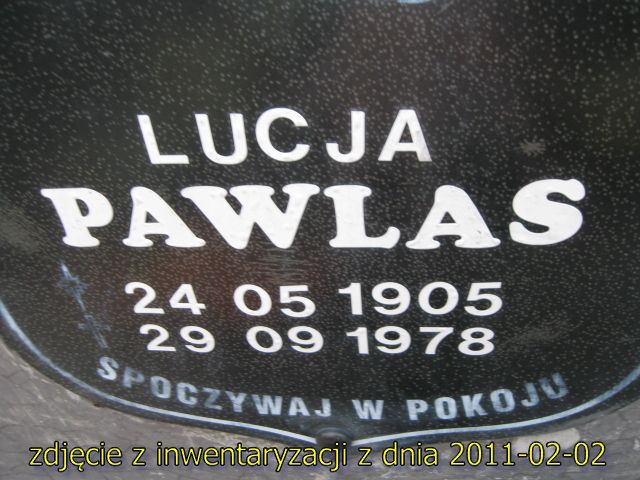 LUCJA
PAWLAS
24 05 1905
29 09 1978
SPOCZYWAJ W POKOJU
zdjęcie z inwentaryzacji z dnia 2011-02-02